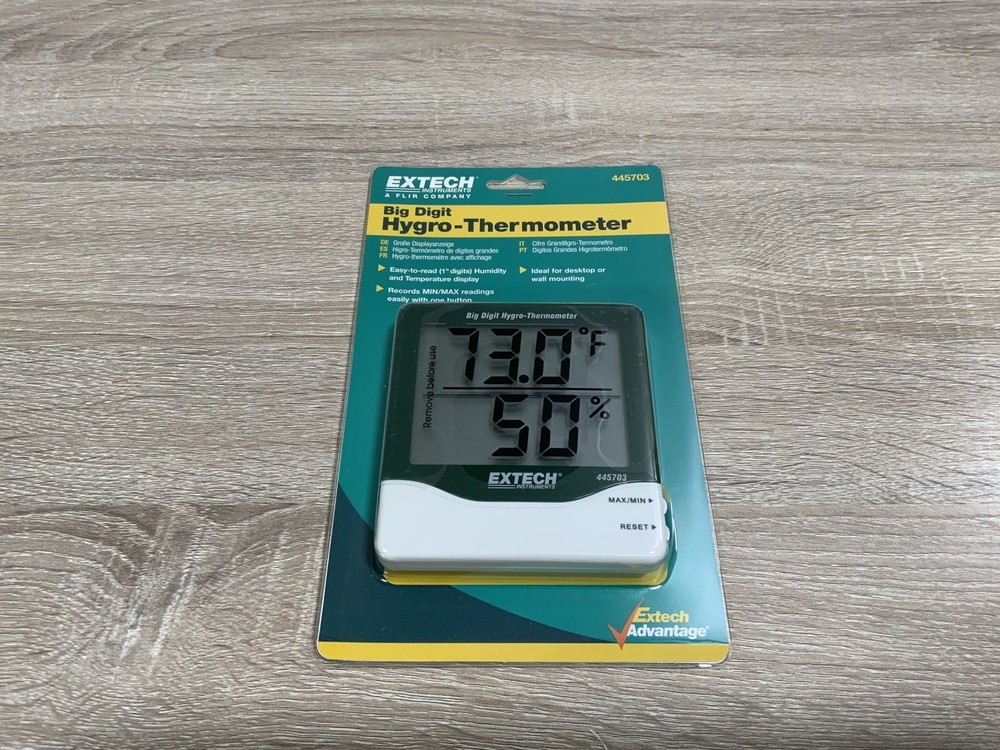 EXTECH®
INSTRUMENTS
A FLIR COMPANY
445703
Big Digit
Hygro-Thermometer
DE Große Displayanzeige
ES Higro-Termómetro de dígitos grandes
FR Hygro-thermomètre avec affichage
IT Cifre Grandilgro-Termometro
PT Dígitos Grandes Higrotermômetro
Easy-to-read (1" digits) Humidity
and Temperature display
Records MIN/MAX readings
easily with one button
Ideal for desktop or
wall mounting
Big Digit Hygro-Thermometer
Remove before use
73.0°F
50%
EXTECH®
INSTRUMENTS
445703
MAX/MIN
RESET
Extech
Advantage®